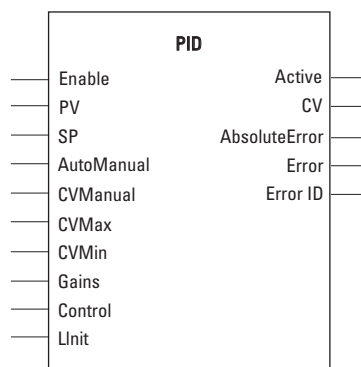 PID
Enable
PV
SP
AutoManual
CVManual
CVMax
CVMin
Gains
Control
LInit
Active
CV
AbsoluteError
Error
Error ID